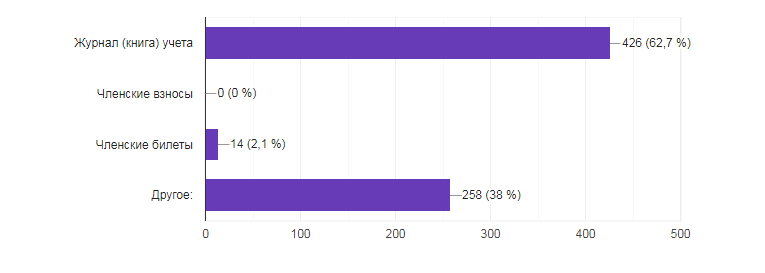 Журнал (книга) учета
426 (62,7 %)
Членские взносы
0 (0 %)
Членские билеты
14 (2,1 %)
Другое:
258 (38 %)
0 100 200 300 400 500